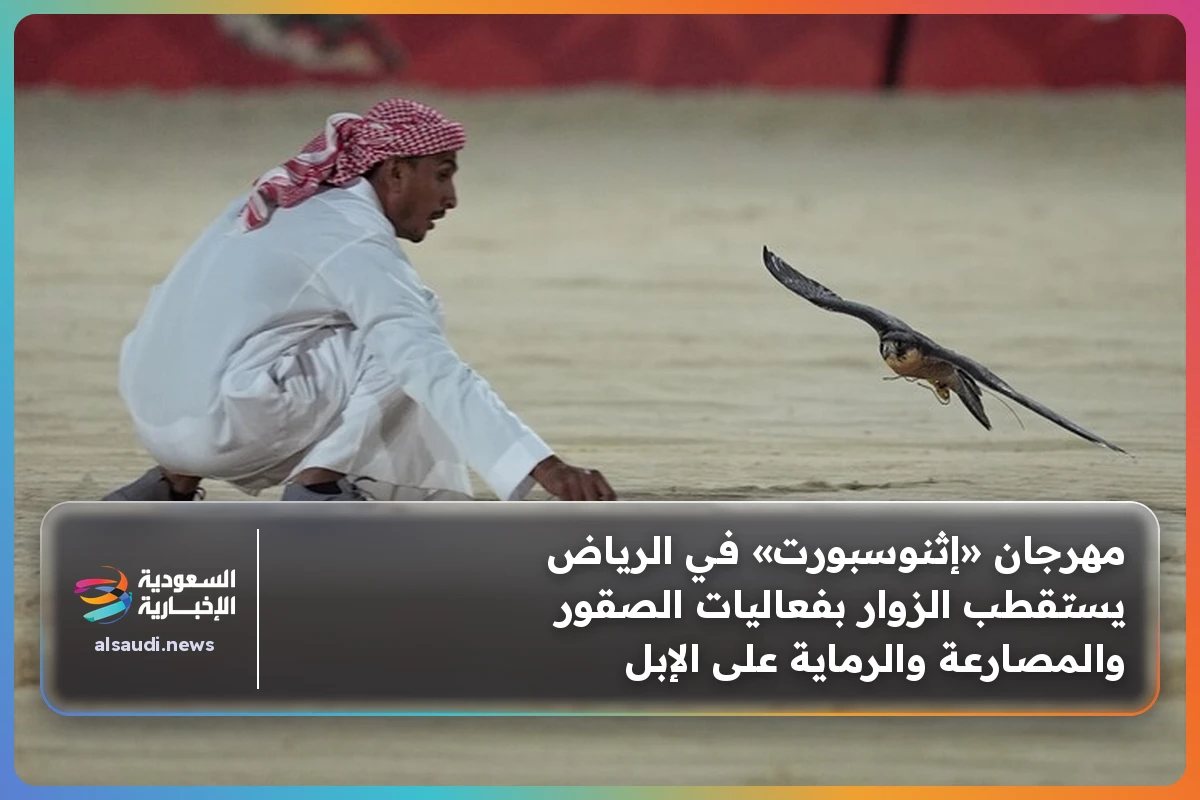 مهرجان «إثنوسبورت» في الرياض
يستقطب الزوار بفعاليات الصقور
والمصارعة والرماية على الإبل
السعودية
الإخبارية
alsaudi.news